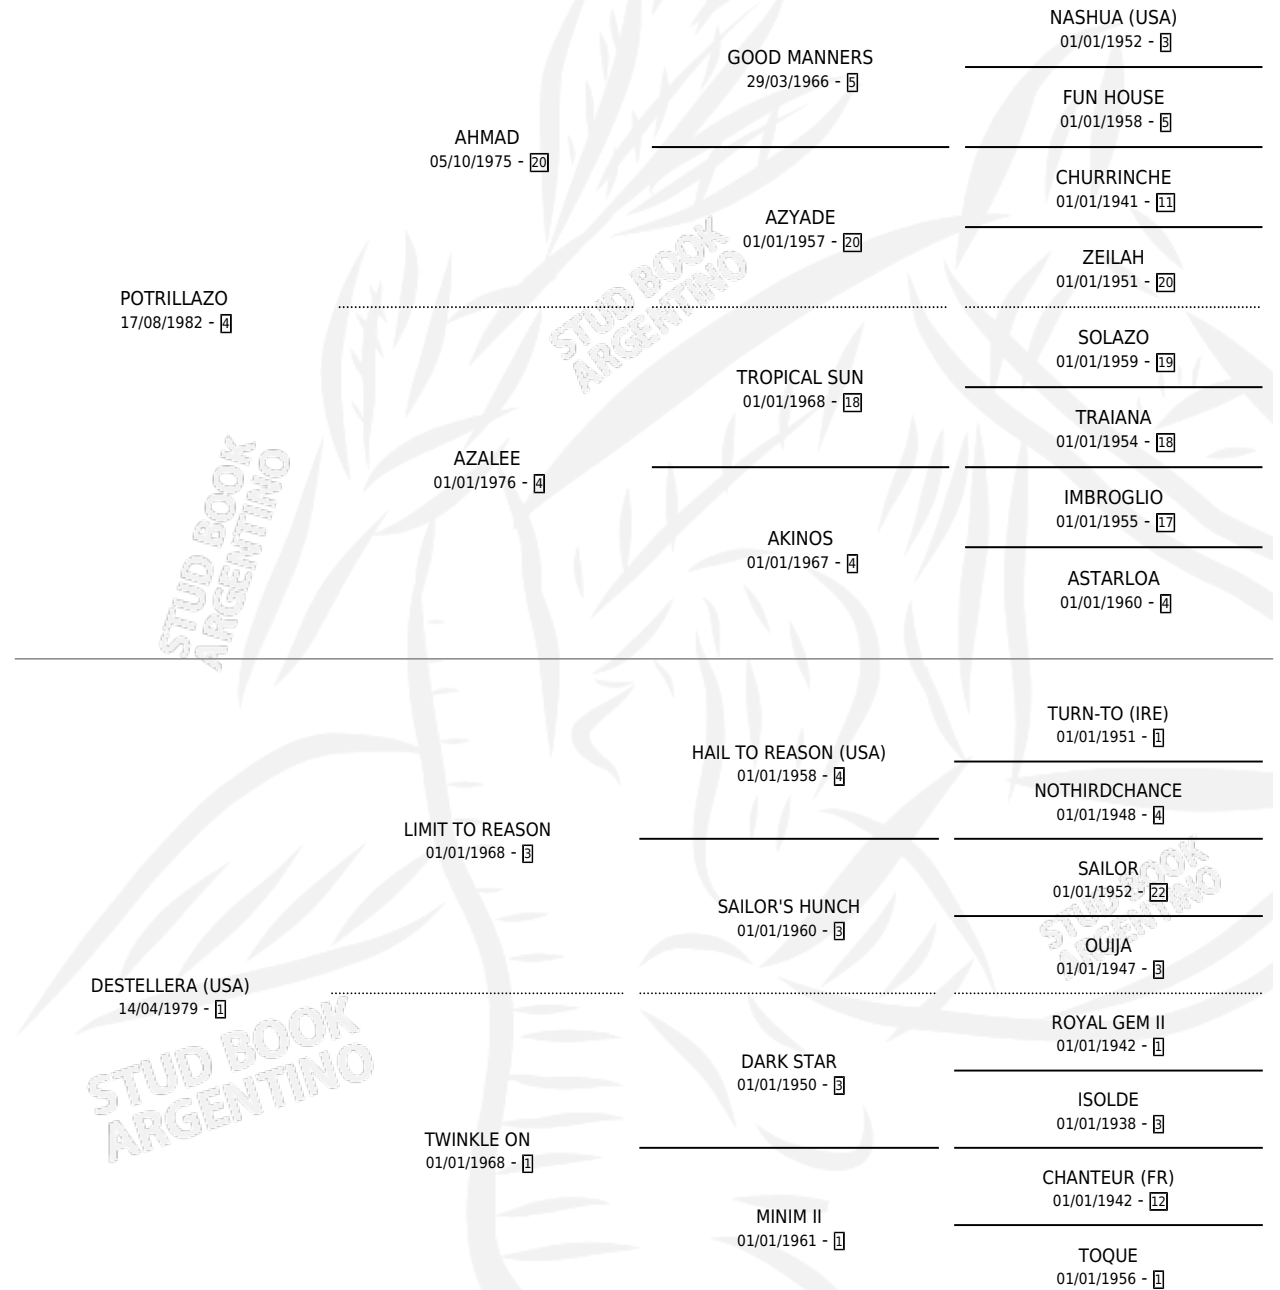 NASHUA (USA)
01/01/1952 - 3
GOOD MANNERS
29/03/1966 - 5
FUN HOUSE
01/01/1958 - 5
AHMAD
05/10/1975 - 20
CHURRINCHE
01/01/1941 - 11
AZYADE
01/01/1957 - 20
ZEILAH
01/01/1951 - 20
POTRILLAZO
17/08/1982 - 4
STUD BOOK
ARGENTINO
SOLAZO
01/01/1959 - 19
TROPICAL SUN
01/01/1968 - 18
TRAIANA
01/01/1954 - 18
AZALEE
01/01/1976 - 4
IMBROGLIO
01/01/1955 - 17
AKINOS
01/01/1967 - 4
ASTARLOA
01/01/1960 - 4
STUD BOOK
ARGENTINO
TURN-TO (IRE)
01/01/1951 - 1
HAIL TO REASON (USA)
01/01/1958 - 4
NOTHIRDCHANCE
01/01/1948 - 4
LIMIT TO REASON
01/01/1968 - 3
SAILOR
01/01/1952 - 22
SAILOR'S HUNCH
01/01/1960 - 3
STUD BOOK
ARGENTINO
OUIJA
01/01/1947 - 3
DESTELLERA (USA)
14/04/1979 - 1
STUD BOOK
ARGENTINO
ROYAL GEM II
01/01/1942 - 1
DARK STAR
01/01/1950 - 3
ISOLDE
01/01/1938 - 3
TWINKLE ON
01/01/1968 - 1
CHANTEUR (FR)
01/01/1942 - 12
MINIM II
01/01/1961 - 1
TOQUE
01/01/1956 - 1